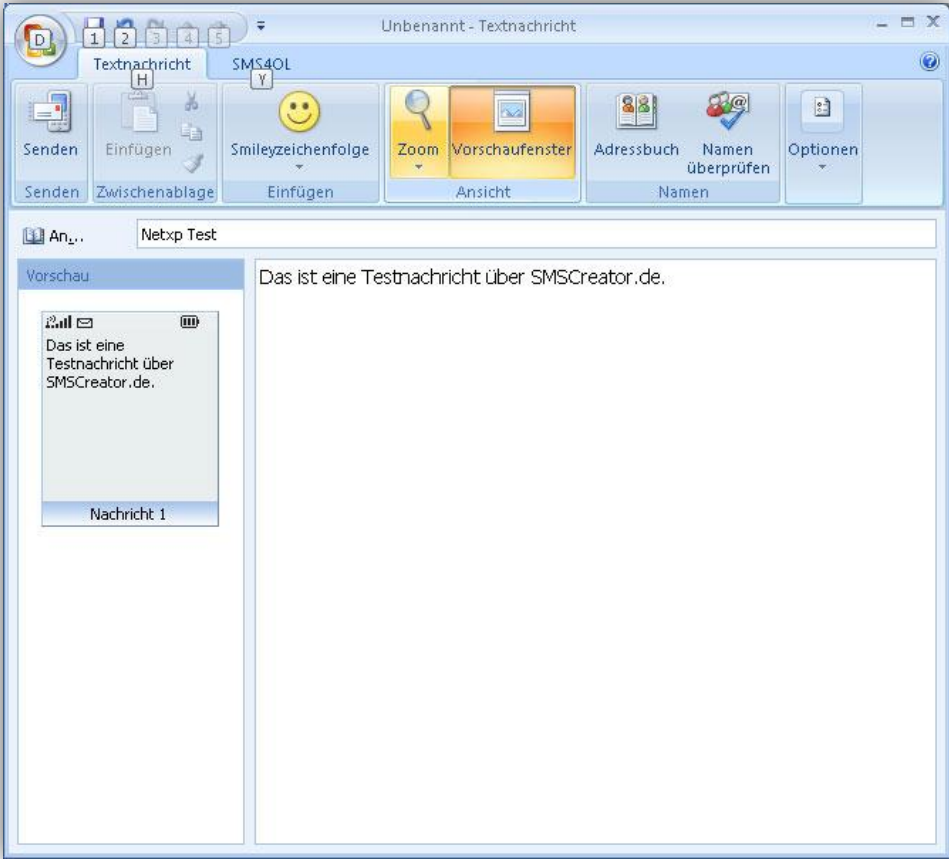 Unbenannt - Textnachricht
D
1 2 3 4 5
Textnachricht SMS4OL
H Y
Senden Einfügen Smileyzeichenfolge Zoom Vorschaufenster Adressbuch Namen überprüfen Optionen
Senden Zwischenablage Einfügen Ansicht Namen
An... Netxp Test
Vorschau
Das ist eine Testnachricht über SMSCreator.de.
Das ist eine
Testnachricht über
SMSCreator.de.
Nachricht 1